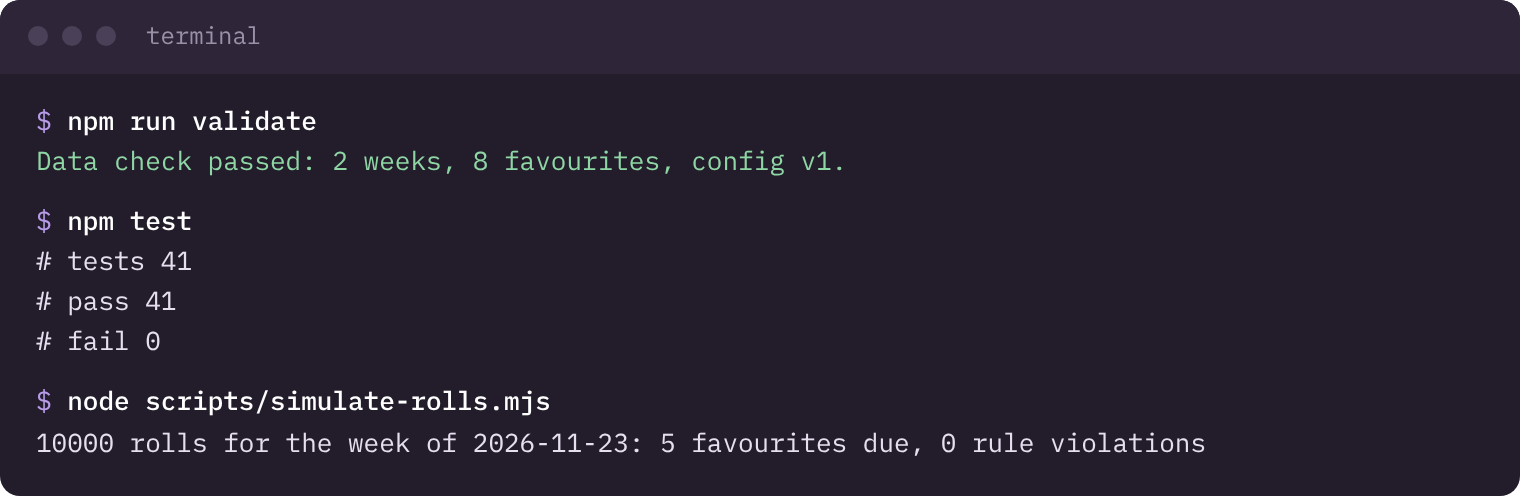 terminal
$ npm run validate
Data check passed: 2 weeks, 8 favourites, config v1.
$ npm test
# tests 41
# pass 41
# fail 0
$ node scripts/simulate-rolls.mjs
10000 rolls for the week of 2026-11-23: 5 favourites due, 0 rule violations